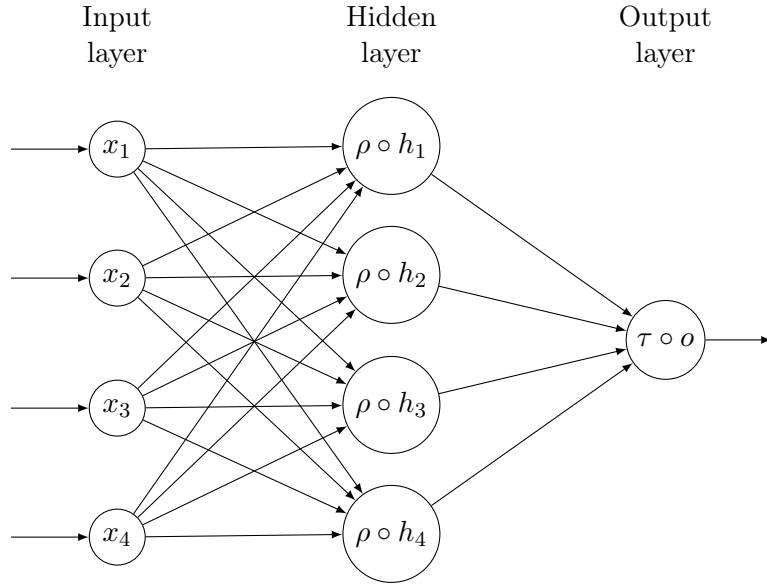 Input
layer
Hidden
layer
Output
layer
x₁
x₂
x₃
x₄
ρ ∘ h₁
ρ ∘ h₂
ρ ∘ h₃
ρ ∘ h₄
τ ∘ o